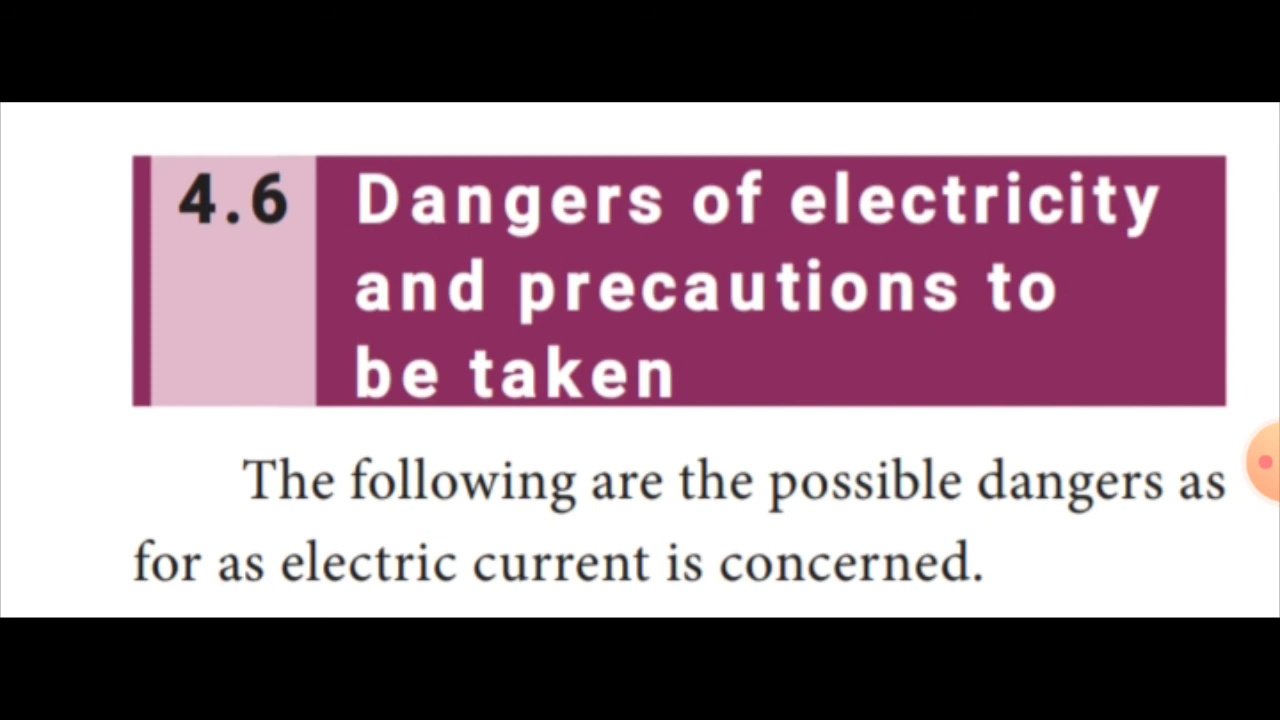 4.6 Dangers of electricity
and precautions to
be taken
The following are the possible dangers as
for as electric current is concerned.